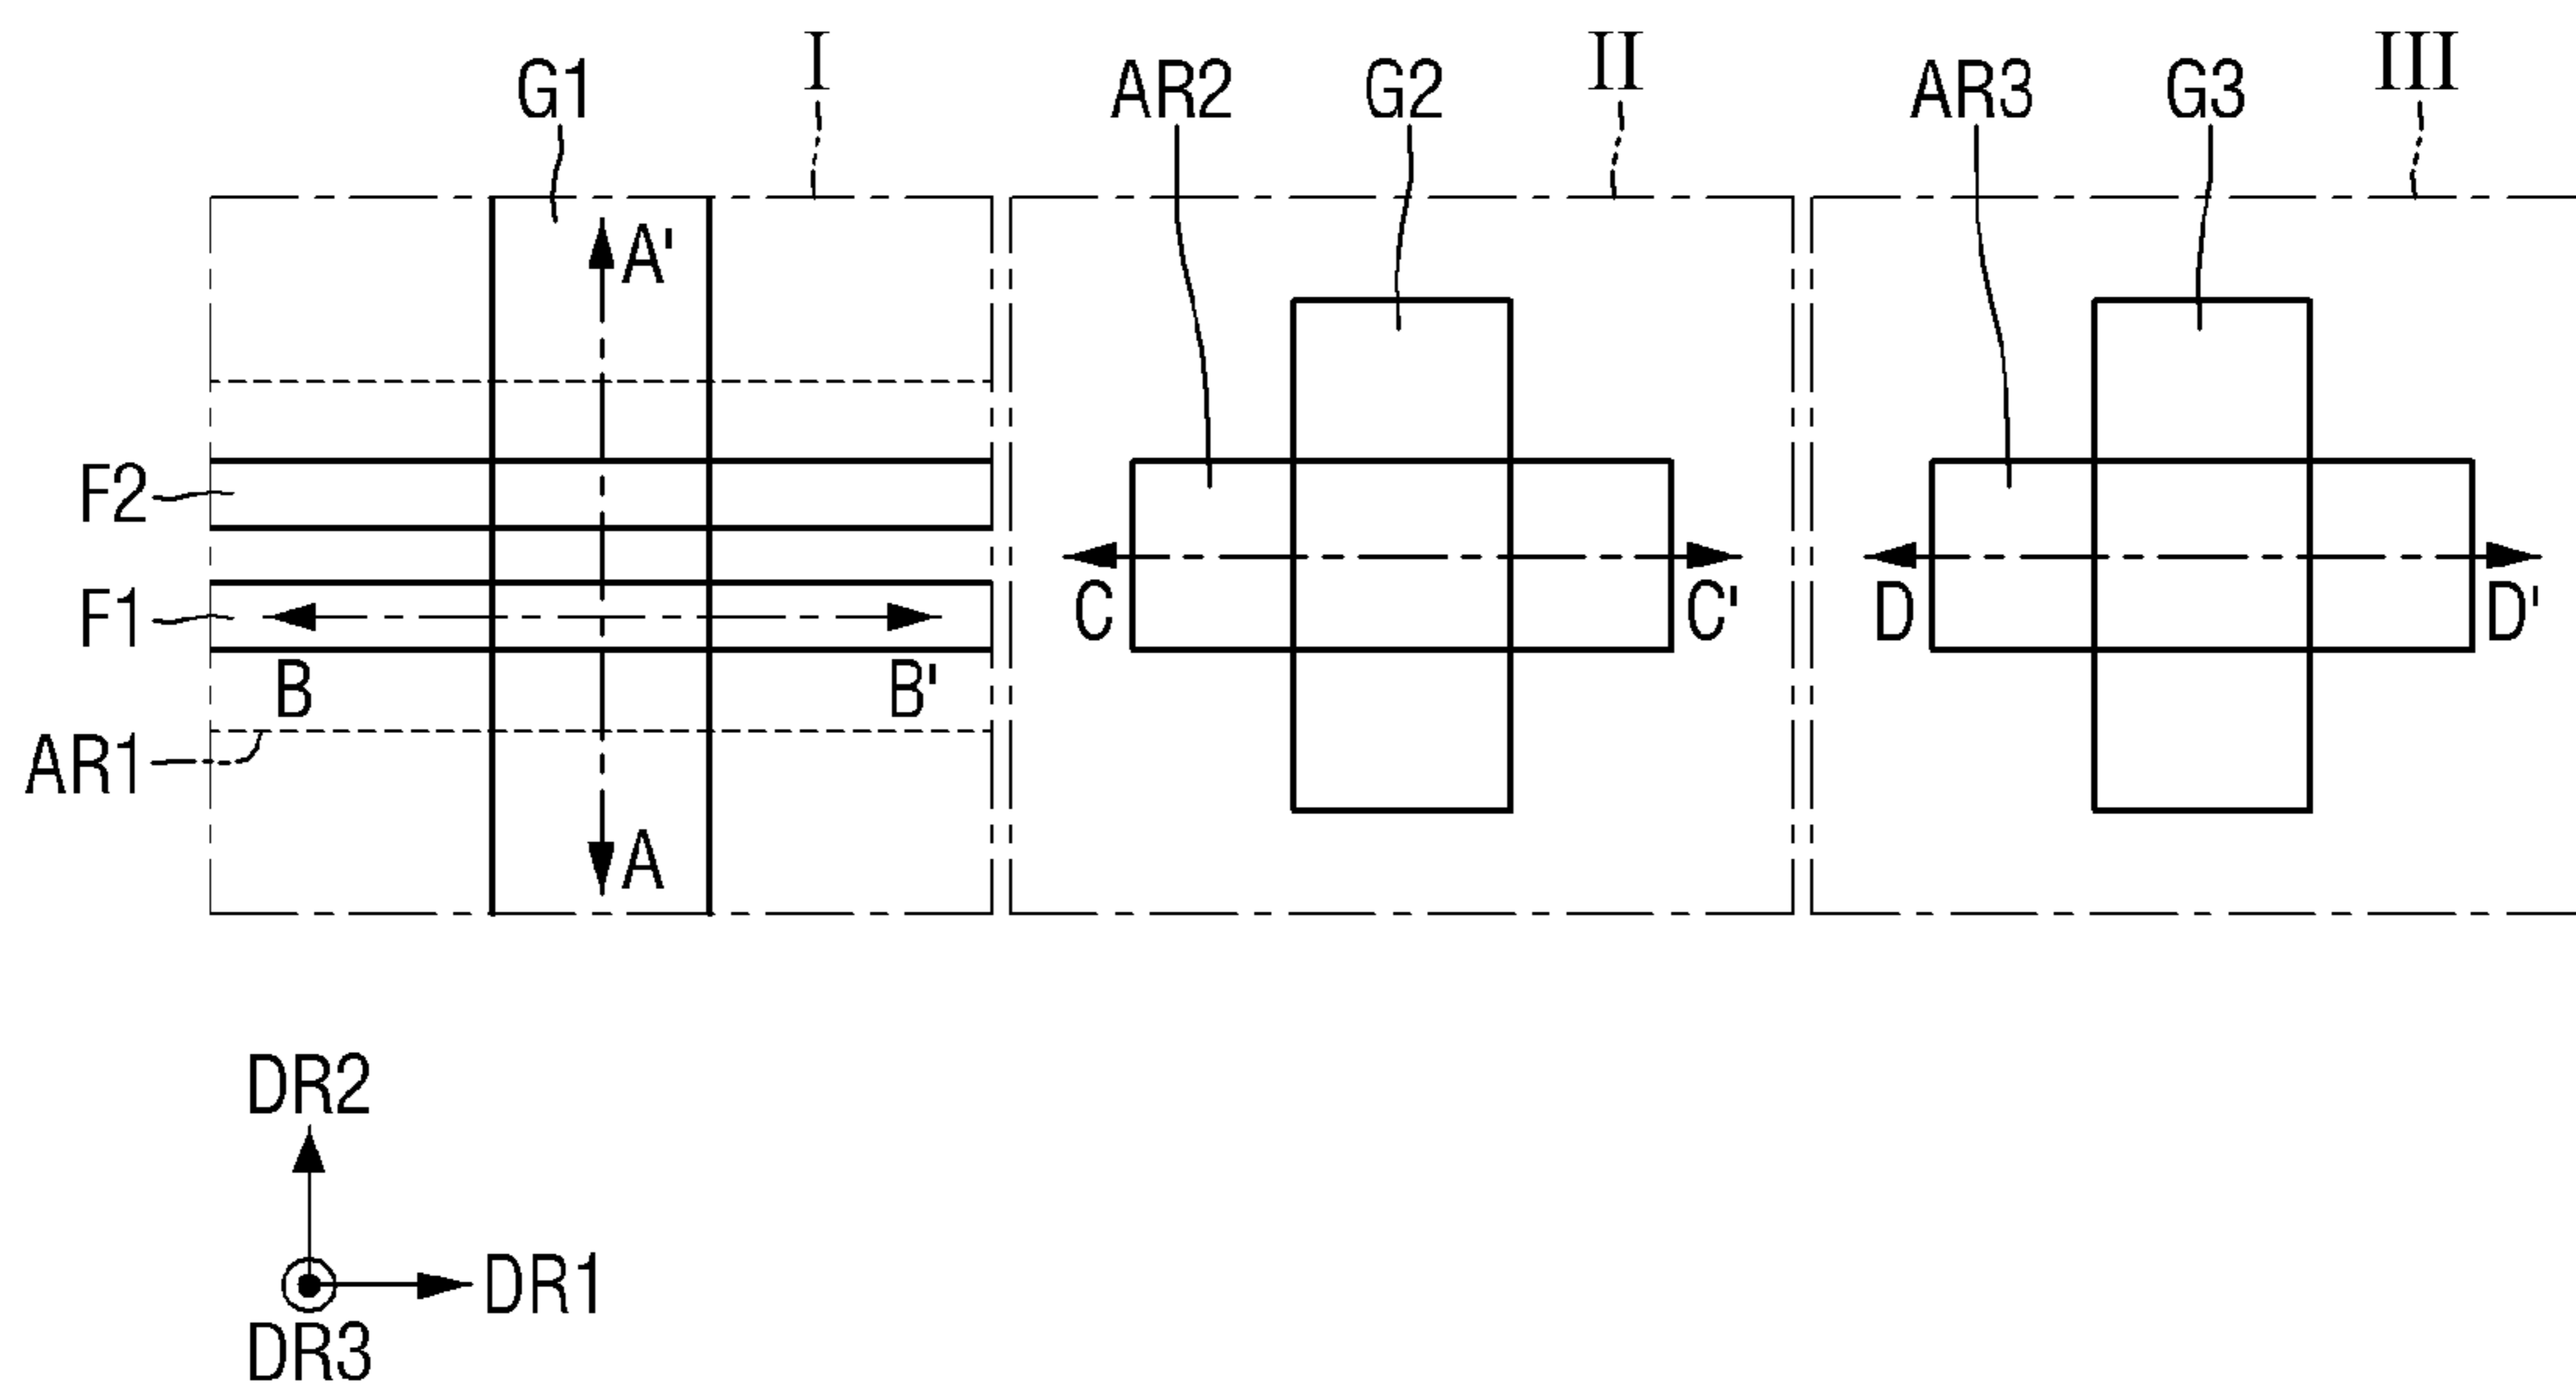 I II III
G1 AR2 G2 AR3 G3
A'
F2
F1 C C' D D'
B B'
AR1
A
DR2
DR1
DR3